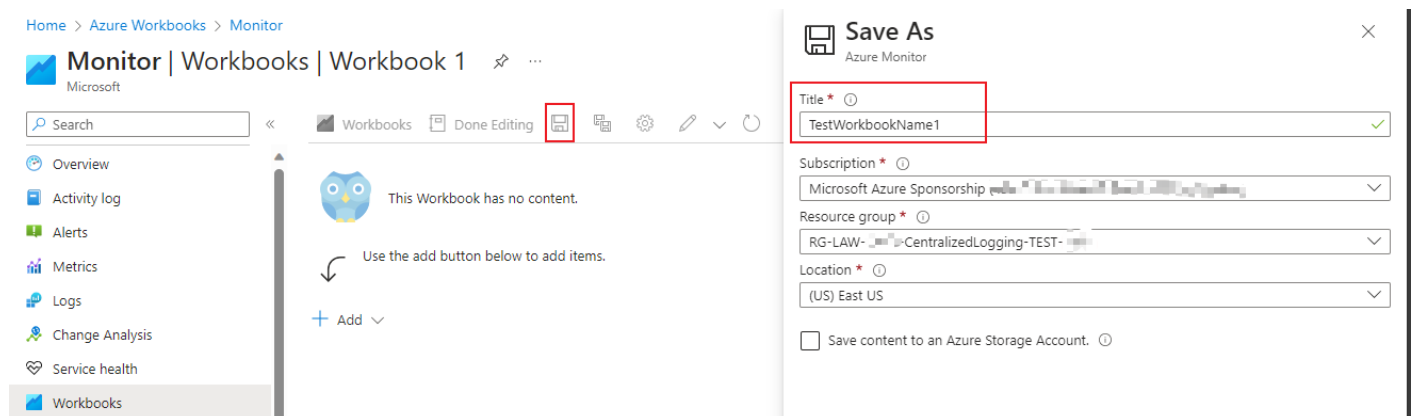 Home > Azure Workbooks > Monitor
Monitor | Workbooks | Workbook 1 ...
Microsoft
Search
«
Workbooks Done Editing
Overview
Activity log
Alerts
Metrics
Logs
Change Analysis
Service health
Workbooks
This Workbook has no content.
Use the add button below to add items.
+ Add
Save As
Azure Monitor
Title *
TestWorkbookName1
Subscription *
Microsoft Azure Sponsorship
Resource group *
RG-LAW- -CentralizedLogging-TEST-
Location *
(US) East US
Save content to an Azure Storage Account.